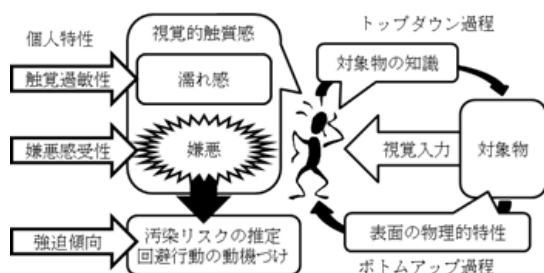 個人特性
触覚過敏性
嫌悪感受性
強迫傾向
視覚的触質感
濡れ感
嫌悪
汚染リスクの推定
回避行動の動機づけ
トップダウン過程
対象物の知識
視覚入力
対象物
表面の物理的特性
ボトムアップ過程